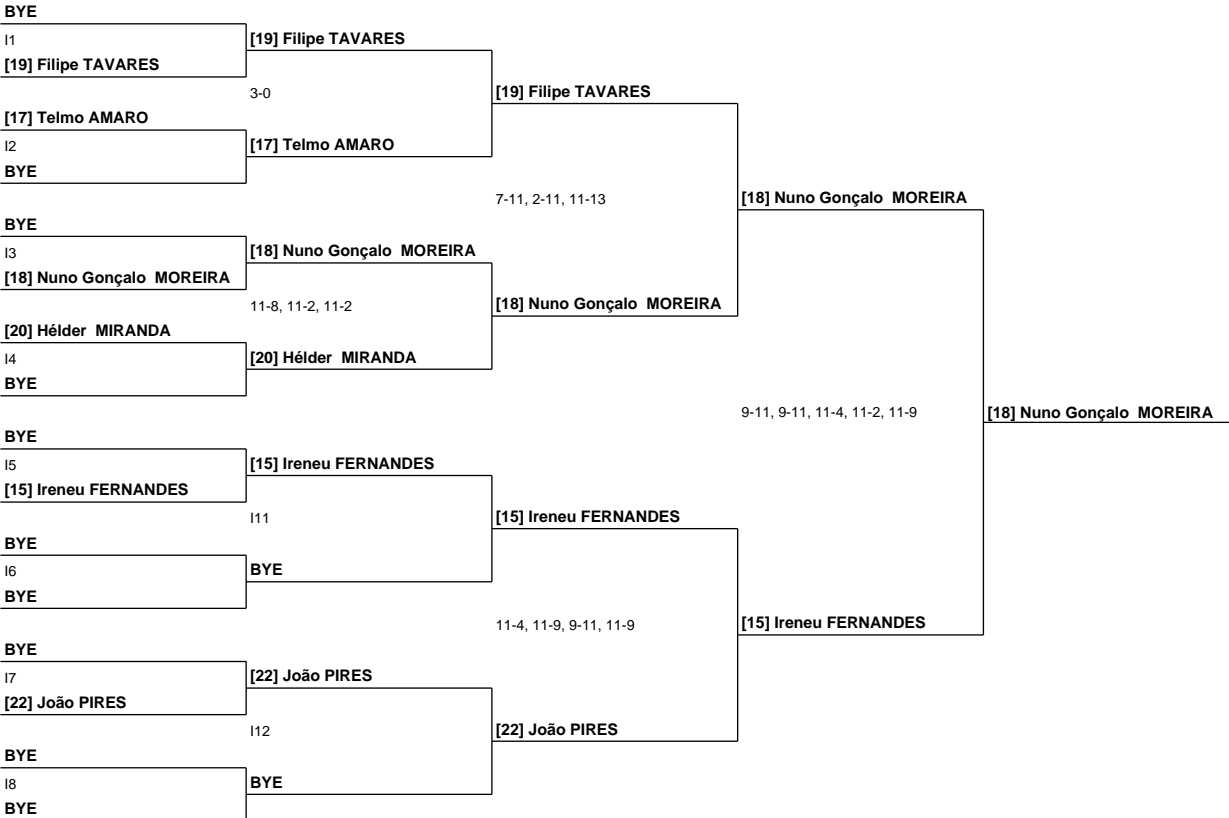 BYE
I1
[19] Filipe TAVARES
[19] Filipe TAVARES
3-0
[19] Filipe TAVARES
[17] Telmo AMARO
I2
[17] Telmo AMARO
BYE
7-11, 2-11, 11-13
[18] Nuno Gonçalo  MOREIRA
BYE
I3
[18] Nuno Gonçalo  MOREIRA
[18] Nuno Gonçalo  MOREIRA
11-8, 11-2, 11-2
[18] Nuno Gonçalo  MOREIRA
[20] Hélder  MIRANDA
I4
[20] Hélder  MIRANDA
BYE
9-11, 9-11, 11-4, 11-2, 11-9
[18] Nuno Gonçalo  MOREIRA
BYE
I5
[15] Ireneu FERNANDES
[15] Ireneu FERNANDES
I11
[15] Ireneu FERNANDES
BYE
I6
BYE
BYE
11-4, 11-9, 9-11, 11-9
[15] Ireneu FERNANDES
BYE
I7
[22] João PIRES
[22] João PIRES
I12
[22] João PIRES
BYE
I8
BYE
BYE